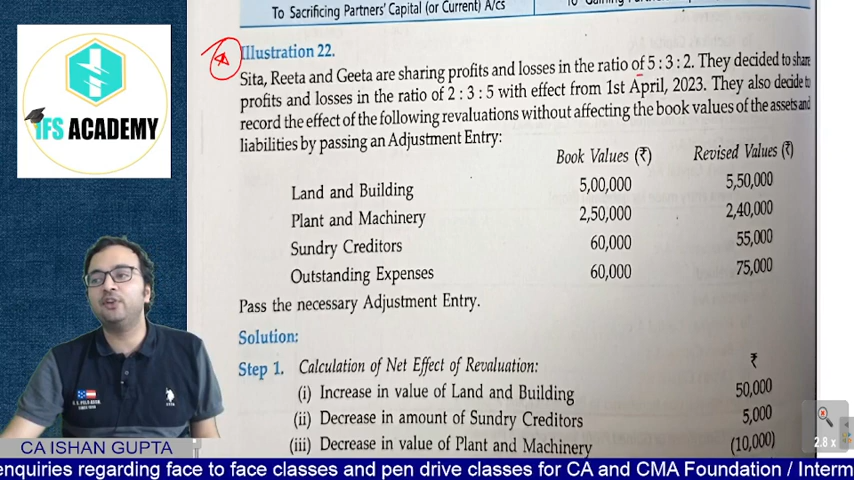 To Sacrificing Partners' Capital (or Current) A/cs
Illustration 22.
Sita, Reeta and Geeta are sharing profits and losses in the ratio of 5 : 3 : 2. They decided to share
profits and losses in the ratio of 2 : 3 : 5 with effect from 1st April, 2023. They also decide to
record the effect of the following revaluations without affecting the book values of the assets and
liabilities by passing an Adjustment Entry:
Book Values (₹) Revised Values (₹)
Land and Building 5,00,000 5,50,000
Plant and Machinery 2,50,000 2,40,000
Sundry Creditors 60,000 55,000
Outstanding Expenses 60,000 75,000
Pass the necessary Adjustment Entry.
Solution:
Step 1. Calculation of Net Effect of Revaluation: ₹
(i) Increase in value of Land and Building 50,000
(ii) Decrease in amount of Sundry Creditors 5,000
(iii) Decrease in value of Plant and Machinery (10,000)
IFS ACADEMY
U.S. POLO ASSN.
USPA
2.8 x
CA ISHAN GUPTA
enquiries regarding face to face classes and pen drive classes for CA and CMA Foundation / Interm